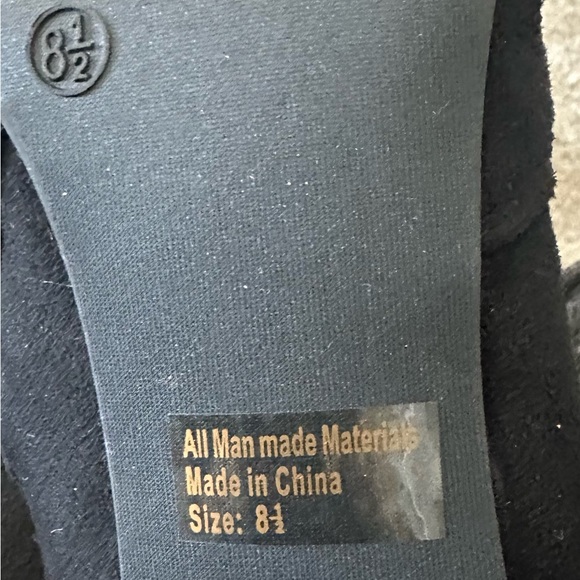 8½
All Man made Materials
Made in China
Size: 8½